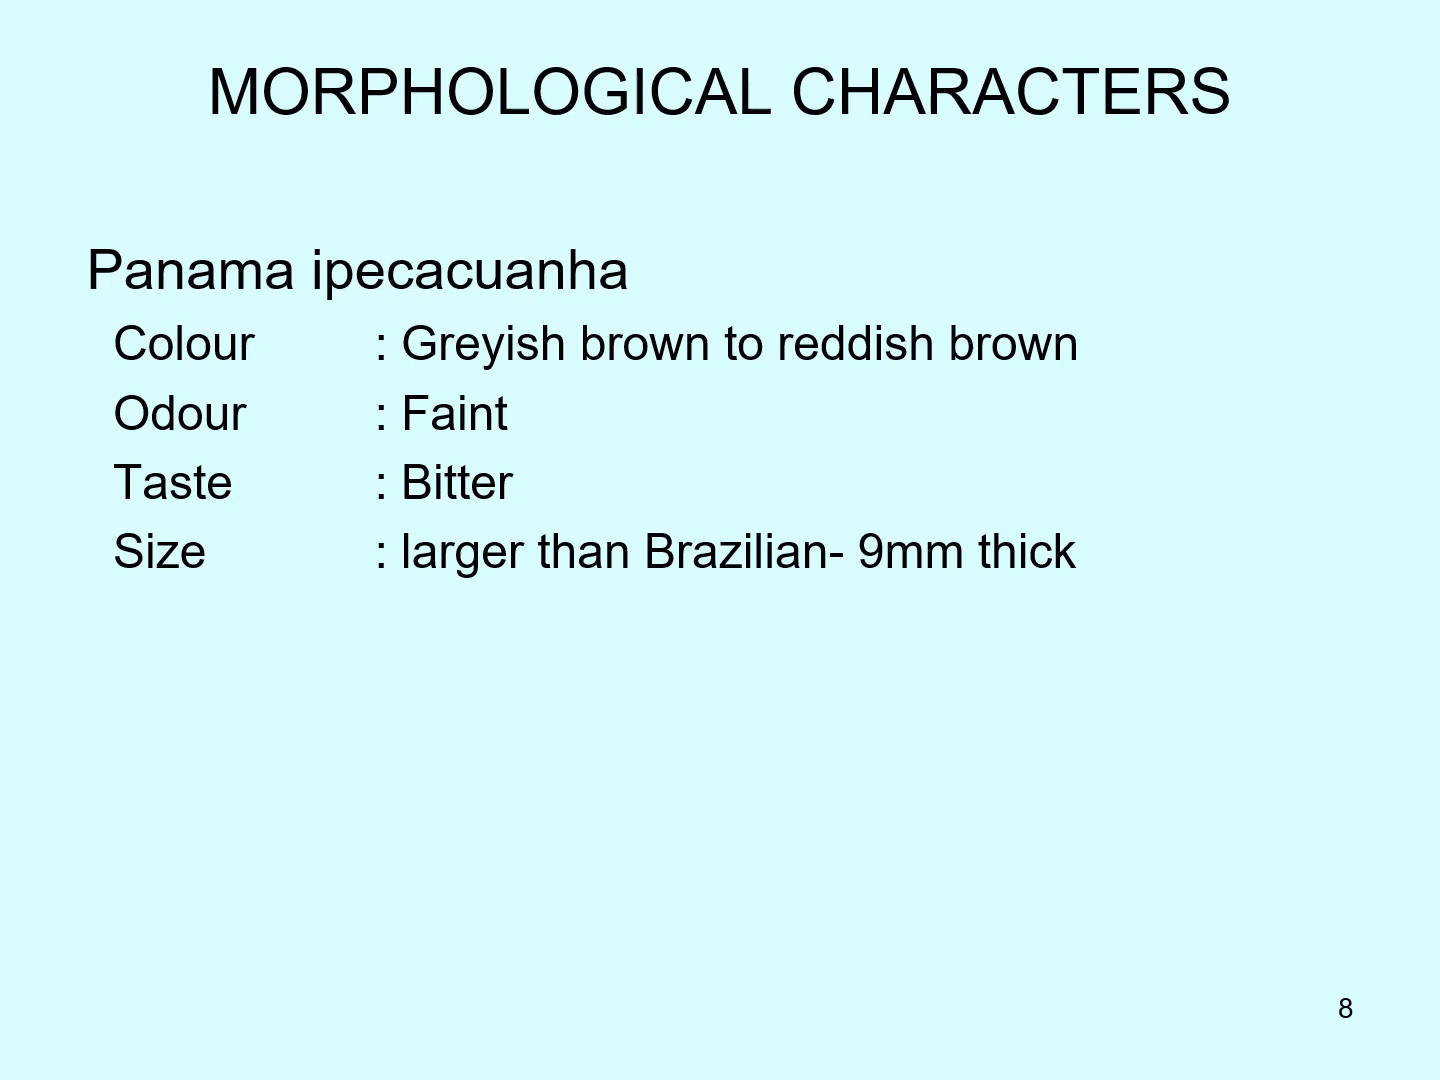 MORPHOLOGICAL CHARACTERS
Panama ipecacuanha
Colour : Greyish brown to reddish brown
Odour : Faint
Taste : Bitter
Size : larger than Brazilian- 9mm thick
8